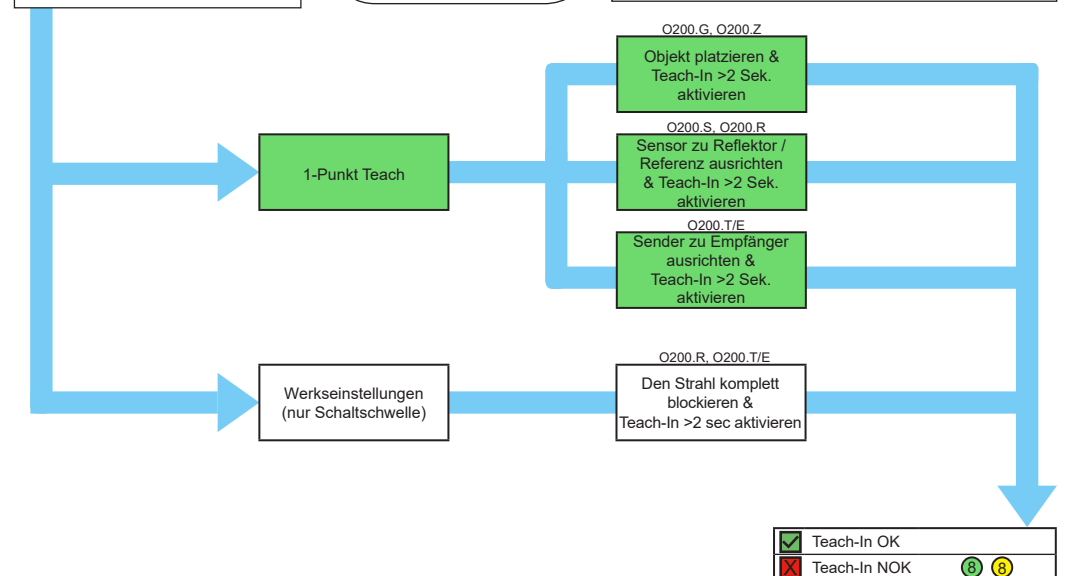 O200.G, O200.Z
Objekt platzieren &
Teach-In >2 Sek.
aktivieren
O200.S, O200.R
Sensor zu Reflektor /
Referenz ausrichten
& Teach-In >2 Sek.
aktivieren
1-Punkt Teach
O200.T/E
Sender zu Empfänger
ausrichten &
Teach-In >2 Sek.
aktivieren
O200.R, O200.T/E
Werkseinstellungen
(nur Schaltschwelle)
Den Strahl komplett
blockieren &
Teach-In >2 sec aktivieren
Teach-In OK
X Teach-In NOK 8 8